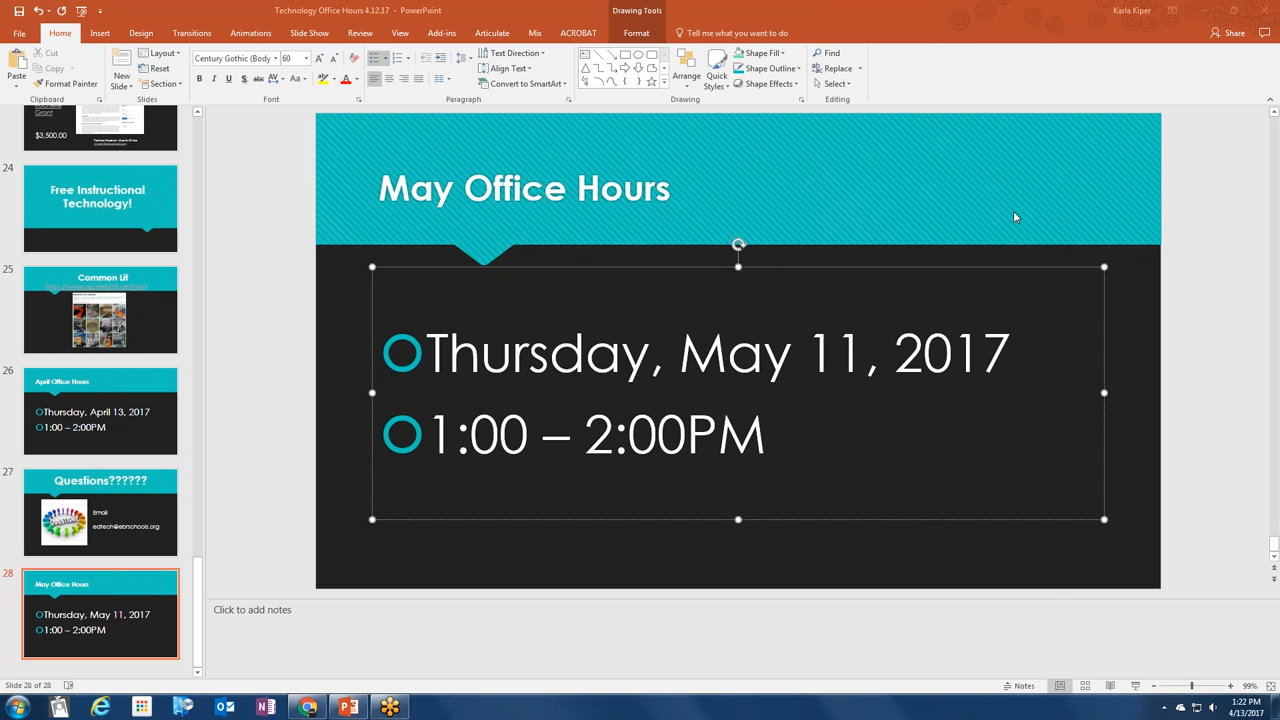 Technology Office Hours 4.12.17 - PowerPoint
Drawing Tools
Karla Kiper
File Home Insert Design Transitions Animations Slide Show Review View Add-ins Articulate Mix ACROBAT Format Tell me what you want to do Share
Paste
Cut
Copy
Format Painter
Clipboard
New Slide
Layout
Reset
Section
Slides
Century Gothic (Body) 60
B I U S abc AV Aa A
Font
Text Direction
Align Text
Convert to SmartArt
Paragraph
Arrange
Quick Styles
Shape Fill
Shape Outline
Shape Effects
Drawing
Find
Replace
Select
Editing
Grant
$3,500.00
24
Free Instructional
Technology!
25
Common Lit
26
April Office Hours
Thursday, April 13, 2017
1:00 – 2:00PM
27
Questions??????
Email
edtech@ebrschools.org
28
May Office Hours
Thursday, May 11, 2017
1:00 – 2:00PM
May Office Hours
Thursday, May 11, 2017
1:00 – 2:00PM
Click to add notes
Slide 28 of 28
Notes
99%
1:22 PM
4/13/2017